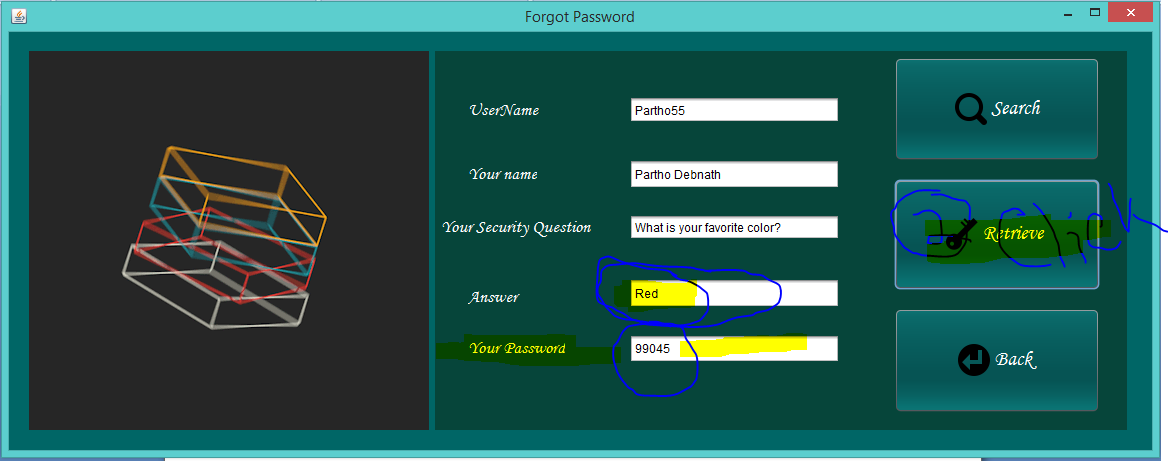 Forgot Password
UserName Partho55
Search
Your name Partho Debnath
Your Security Question What is your favorite color?
Retrieve
Answer Red
Your Password 99045
Back